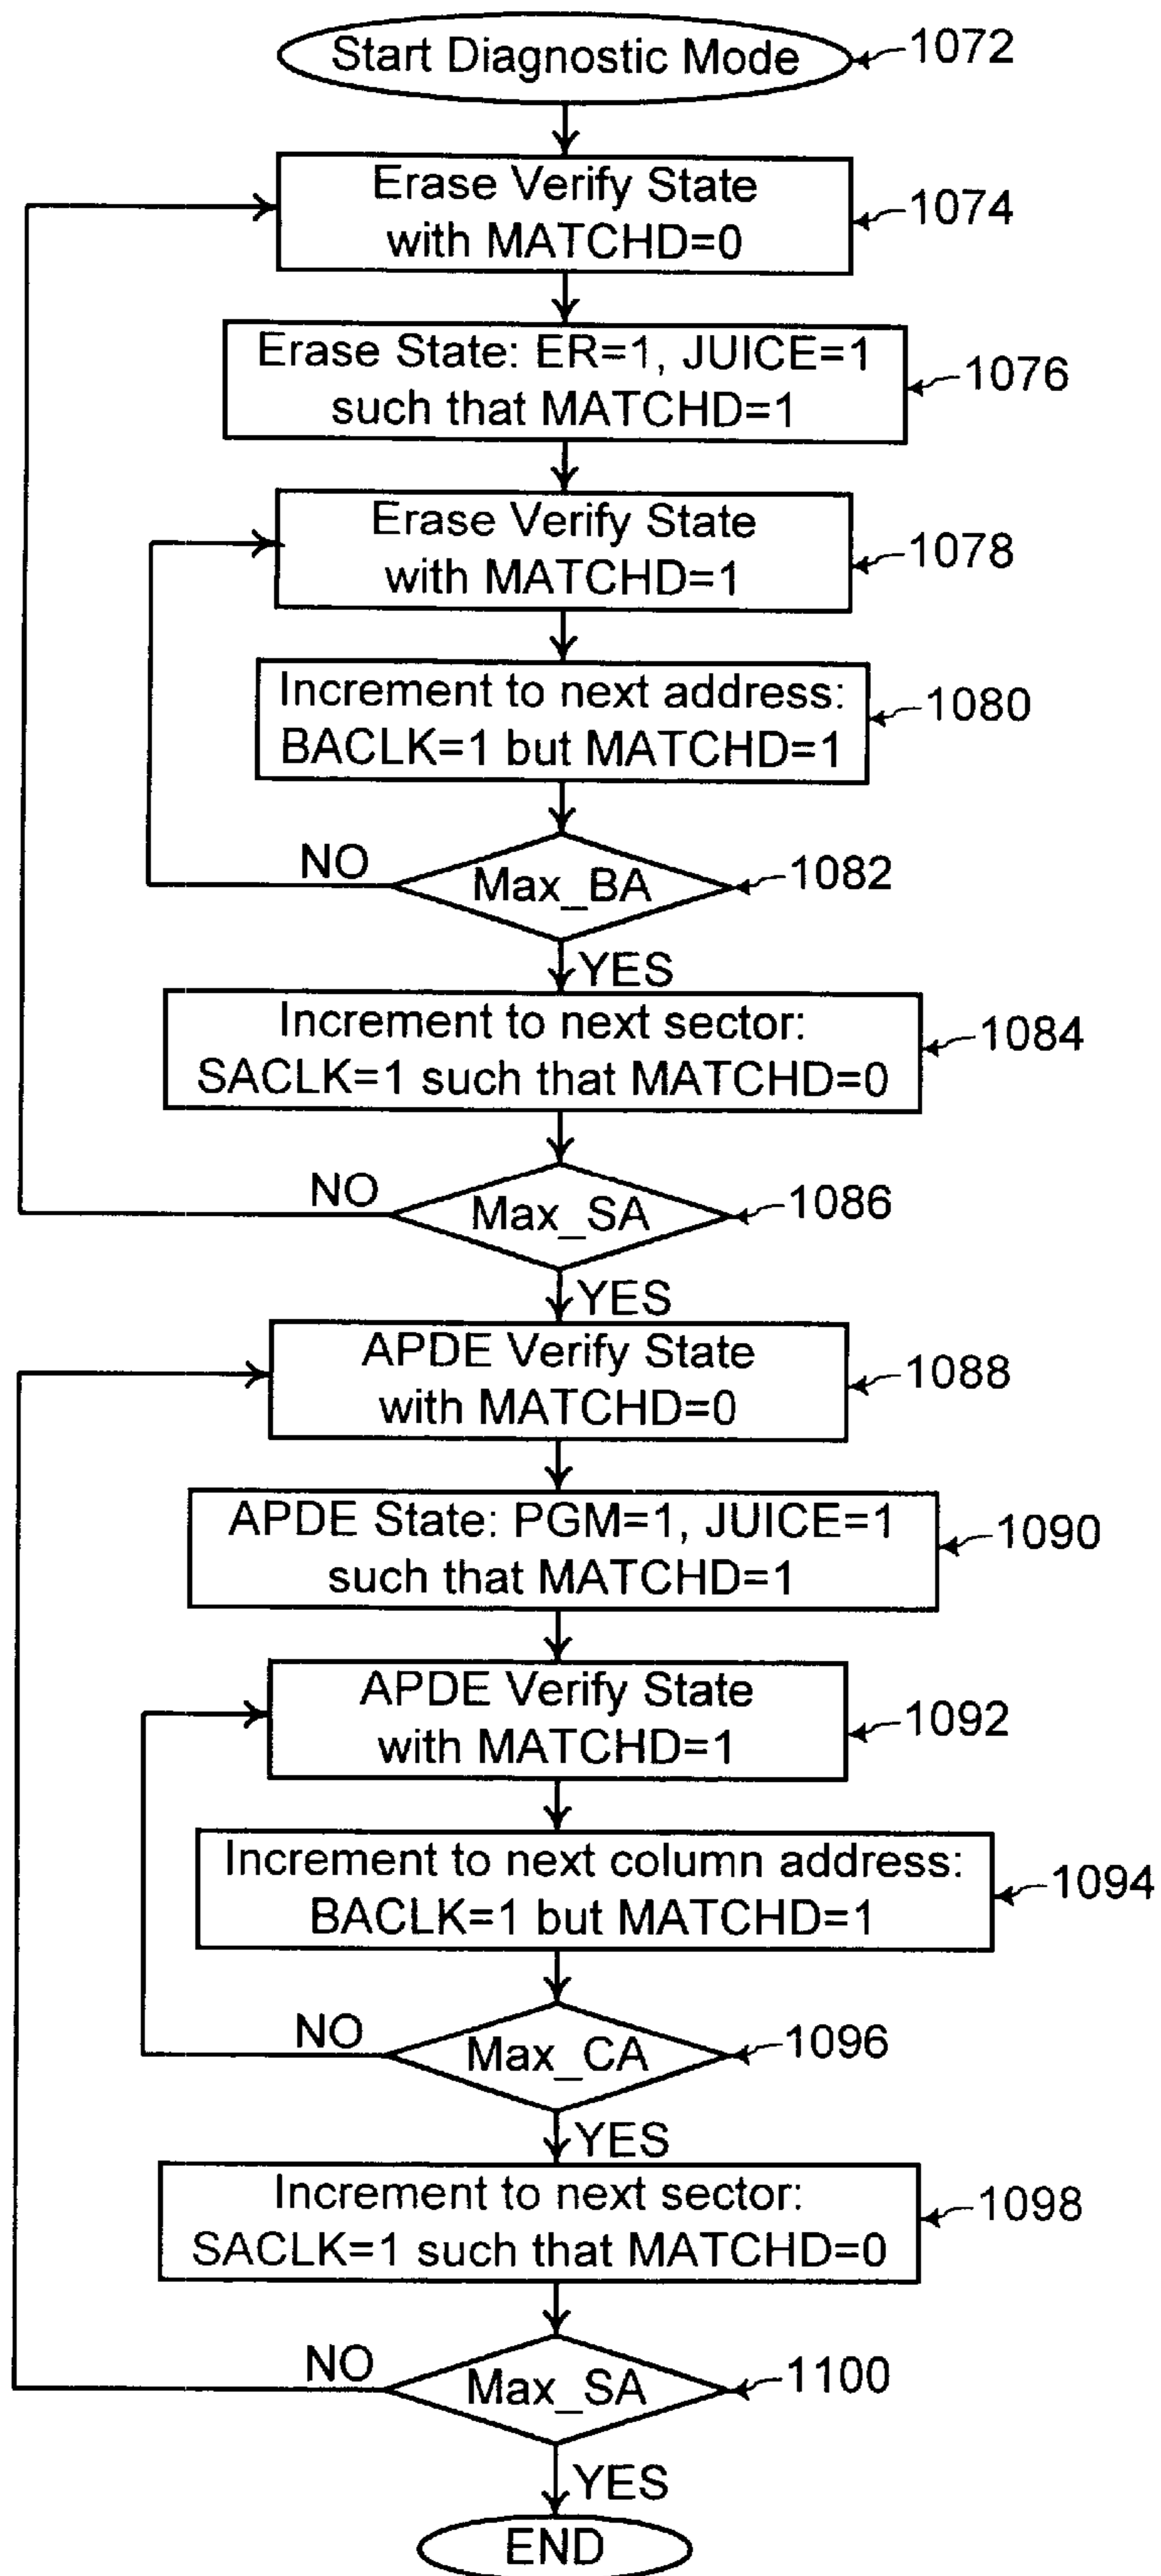 Start Diagnostic Mode
1072
Erase Verify State
with MATCHD=0
1074
Erase State: ER=1, JUICE=1
such that MATCHD=1
1076
Erase Verify State
with MATCHD=1
1078
Increment to next address:
BACLK=1 but MATCHD=1
1080
NO
Max_BA
1082
YES
Increment to next sector:
SACLK=1 such that MATCHD=0
1084
NO
Max_SA
1086
YES
APDE Verify State
with MATCHD=0
1088
APDE State: PGM=1, JUICE=1
such that MATCHD=1
1090
APDE Verify State
with MATCHD=1
1092
Increment to next column address:
BACLK=1 but MATCHD=1
1094
NO
Max_CA
1096
YES
Increment to next sector:
SACLK=1 such that MATCHD=0
1098
NO
Max_SA
1100
YES
END